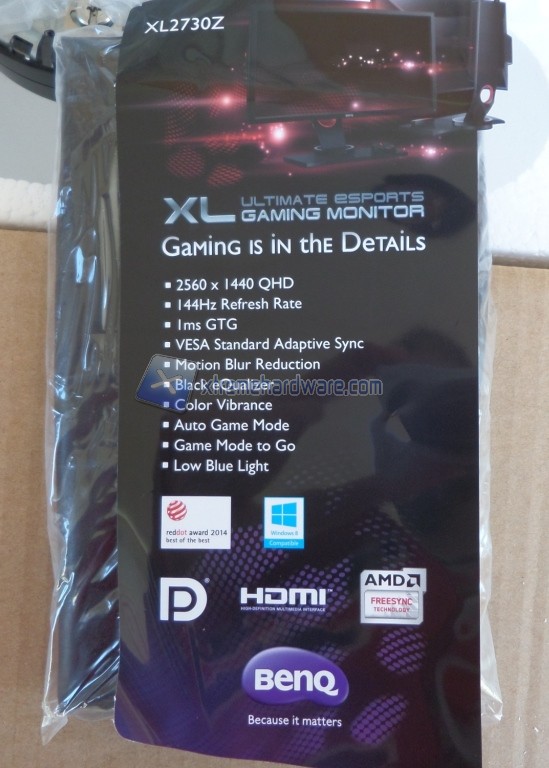 XL2730Z
XL ULTIMATE eSPORTS
GAMING MONITOR
GAMING IS IN the DETAILS
2560 x 1440 QHD
144Hz Refresh Rate
1ms GTG
VESA Standard Adaptive Sync
Motion Blur Reduction
Black eQualizer
xtremehardware.com
Color Vibrance
Auto Game Mode
Game Mode to Go
Low Blue Light
reddot award 2014
best of the best
Windows 8
Compatible
D
HDMI
HIGH-DEFINITION MULTIMEDIA INTERFACE
AMD
FREESYNC
TECHNOLOGY
BenQ
Because it matters